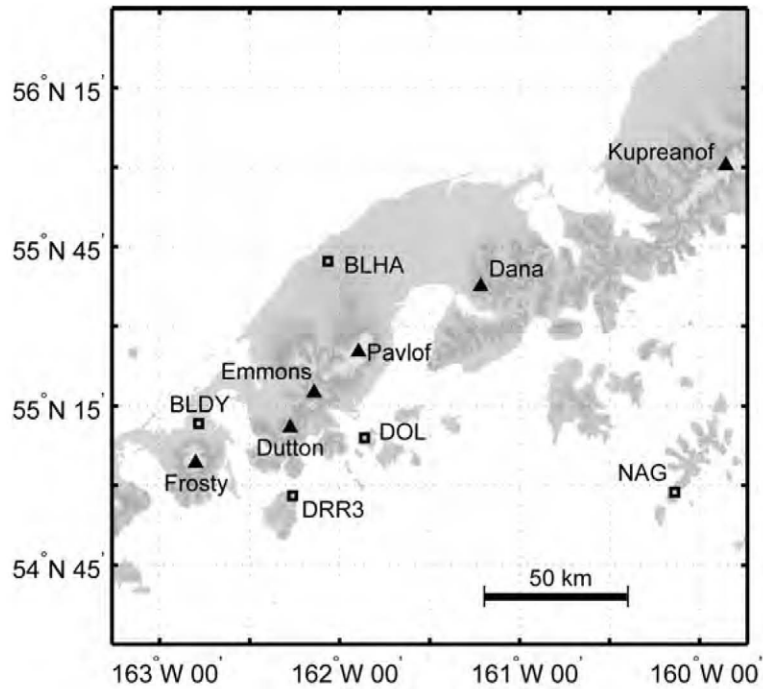 56° N 15′
Kupreanof
55° N 45′
BLHA
Dana
Pavlof
Emmons
55° N 15′
BLDY
DOL
Dutton
NAG
Frosty
DRR3
54° N 45′
50 km
163° W 00′ 162° W 00′ 161° W 00′ 160° W 00′